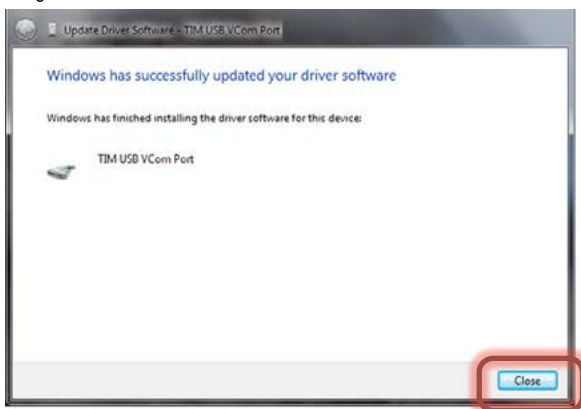 Update Driver Software - TIM USB VCom Port
Windows has successfully updated your driver software
Windows has finished installing the driver software for this device:
TIM USB VCom Port
Close